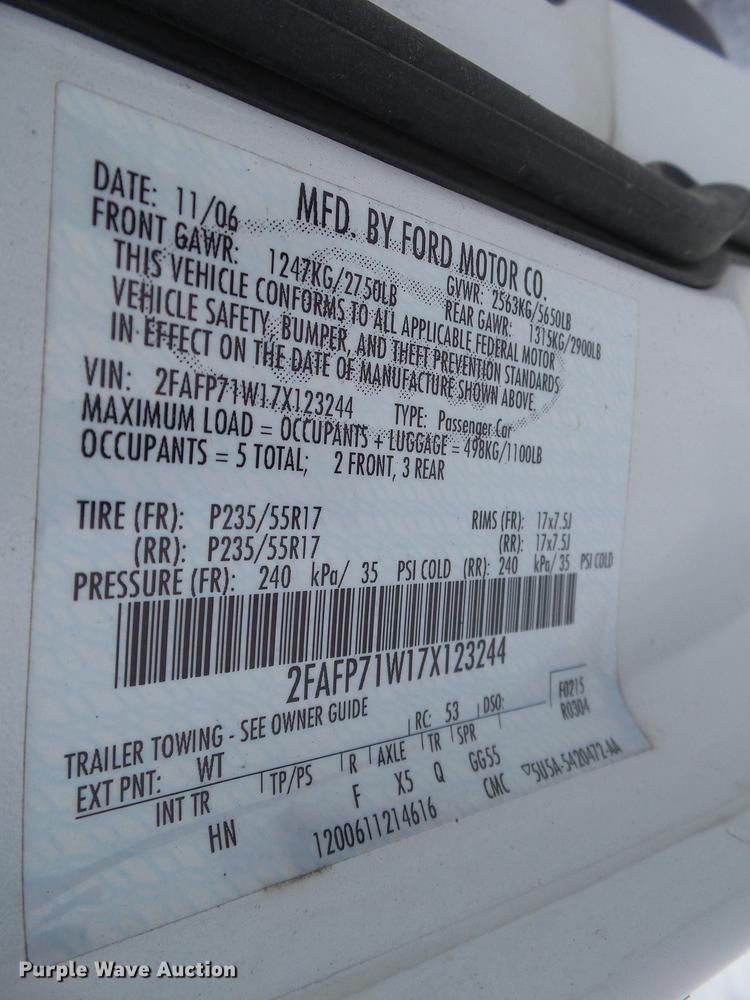 MFD. BY FORD MOTOR CO.
DATE: 11/06 GVWR: 2563KG/5650LB
FRONT GAWR: 1247KG/2750LB REAR GAWR: 1315KG/2900LB
THIS VEHICLE CONFORMS TO ALL APPLICABLE FEDERAL MOTOR
VEHICLE SAFETY, BUMPER, AND THEFT PREVENTION STANDARDS
IN EFFECT ON THE DATE OF MANUFACTURE SHOWN ABOVE.
VIN: 2FAFP71W17X123244 TYPE: Passenger Car
MAXIMUM LOAD = OCCUPANTS + LUGGAGE = 498KG/1100LB
OCCUPANTS = 5 TOTAL; 2 FRONT, 3 REAR
TIRE (FR): P235/55R17 RIMS (FR): 17x7.5J
(RR): P235/55R17 (RR): 17x7.5J
PRESSURE (FR): 240 kPa/ 35 PSI COLD (RR): 240 kPa/ 35 PSI COLD
2FAFP71W17X123244
TRAILER TOWING - SEE OWNER GUIDE
F0215
R0304
EXT PNT: WT RC: 53 DSO:
INT TR TP/PS R AXLE TR SPR
HN F X5 Q GG55
1200611214616 CMC ▽5U5A-5420472-AA
Purple Wave Auction